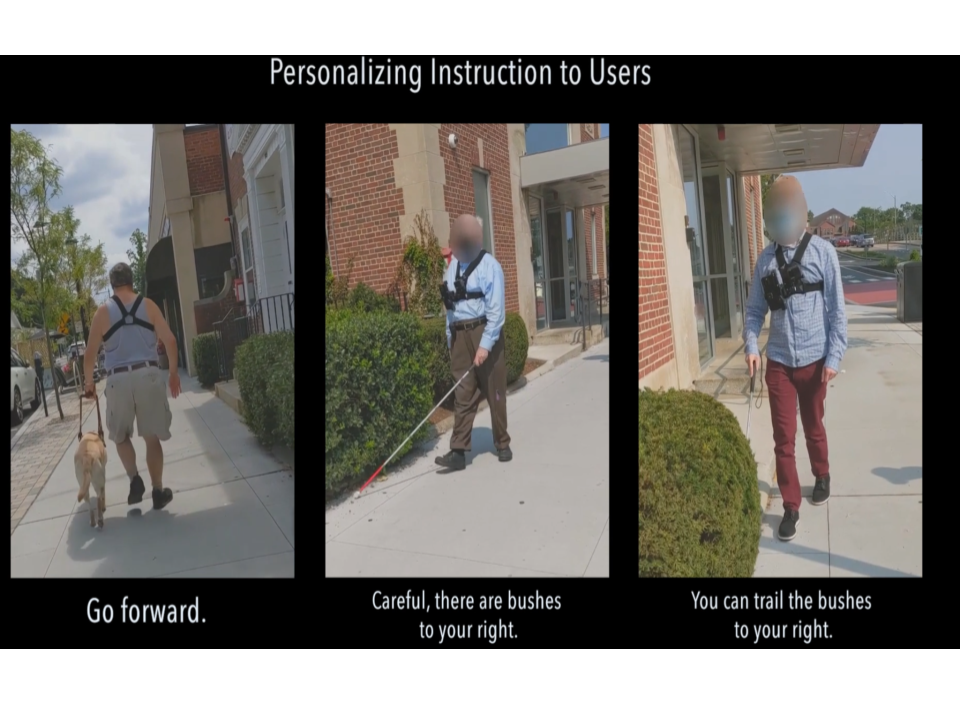 Personalizing Instruction to Users
Go forward.
Careful, there are bushes
to your right.
You can trail the bushes
to your right.